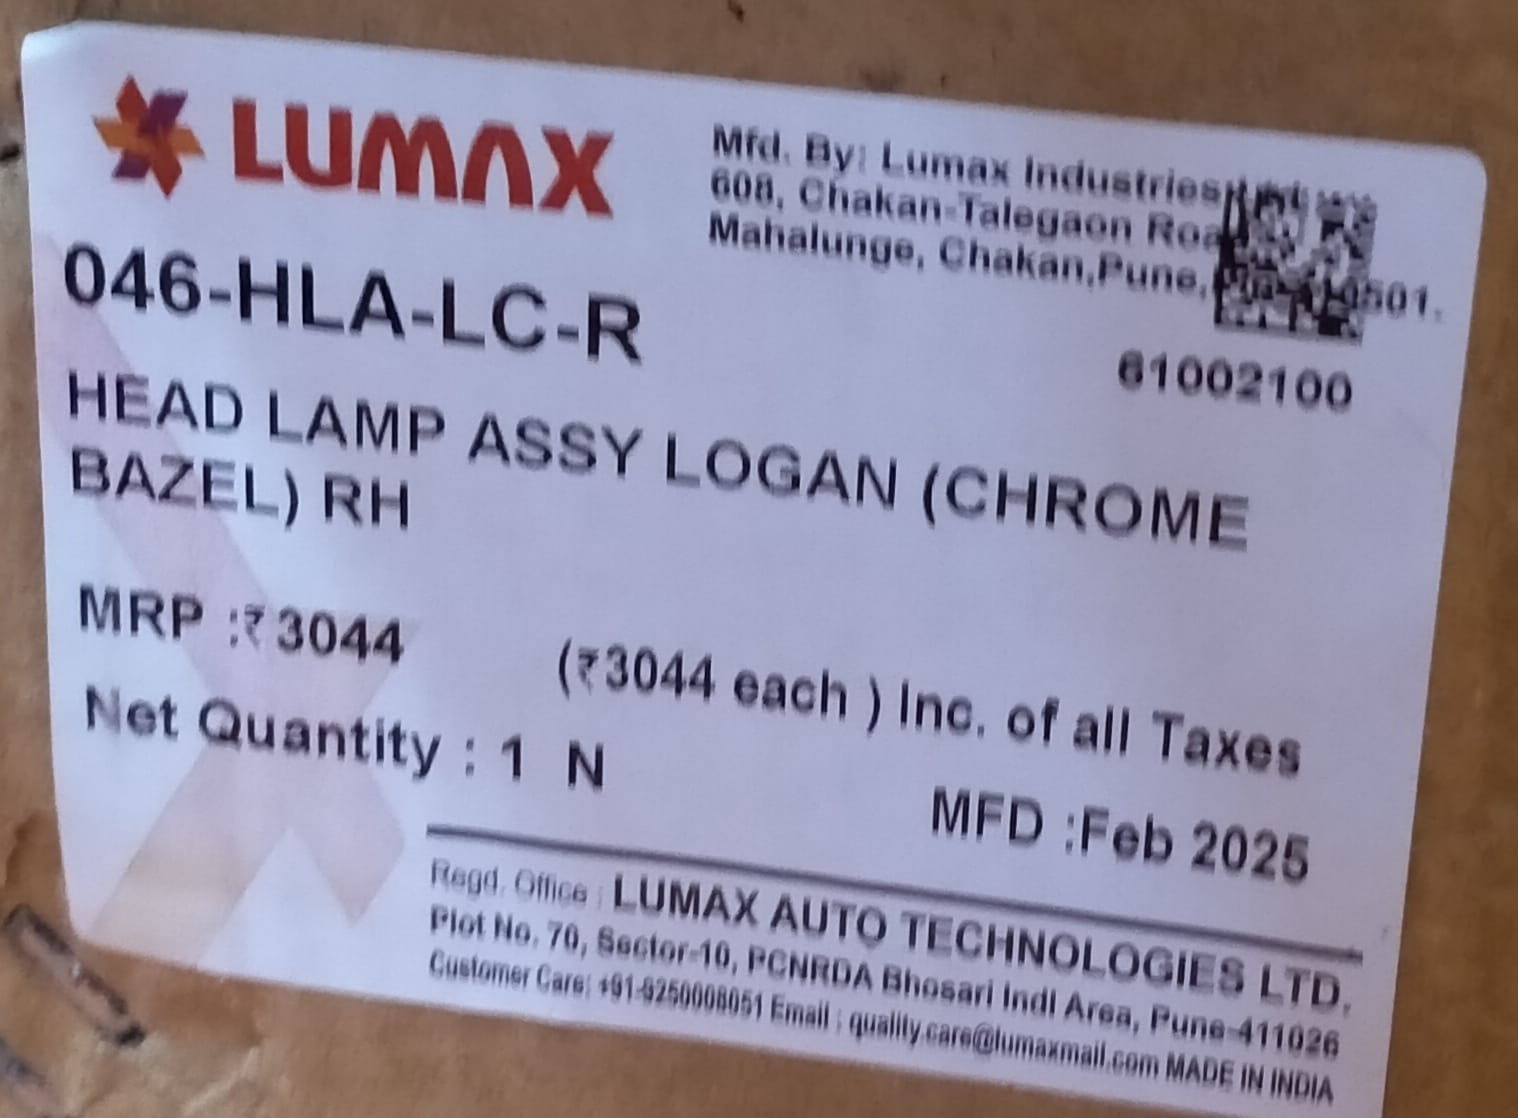 LUMAX
Mfd. By: Lumax Industries
608, Chakan-Talegaon
Mahalunge, Chakan,Pune,
046-HLA-LC-R
61002100
HEAD LAMP ASSY LOGAN (CHROME
BAZEL) RH
MRP :₹3044 (₹3044 each ) Inc. of all Taxes
Net Quantity : 1 N
MFD :Feb 2025
Regd. Office : LUMAX AUTO TECHNOLOGIES LTD.
Plot No. 70, Sector-10, PCNRDA Bhosari Indl Area, Pune-411026
Customer Care: +91-9250008051 Email : quality.care@lumaxmail.com MADE IN INDIA